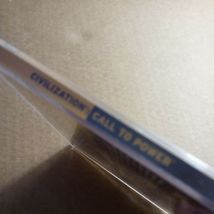 CIVILIZATION CALL TO POWER